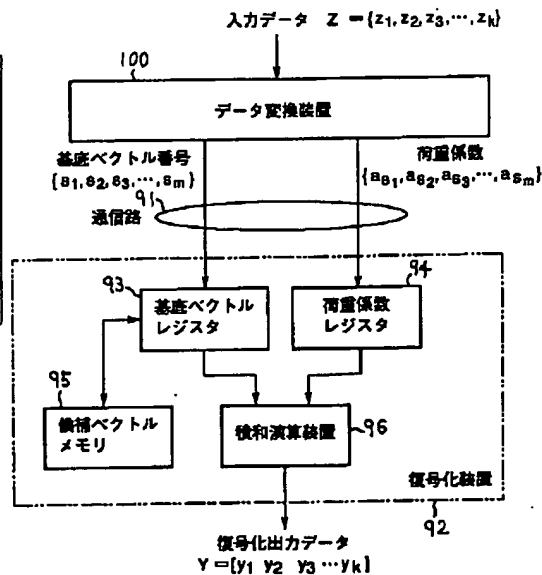 入力データ Z = {z1, z2, z3, ⋯, zk}
100
データ変換装置
基底ベクトル番号
{s1, s2, s3, ⋯, sm}
荷重係数
{as1, as2, as3, ⋯, asm}
91
通信路
93
基底ベクトル
レジスタ
94
荷重係数
レジスタ
95
候補ベクトル
メモリ
積和演算装置
96
復号化装置
92
復号化出力データ
Y = [y1 y2 y3 ⋯ yk]